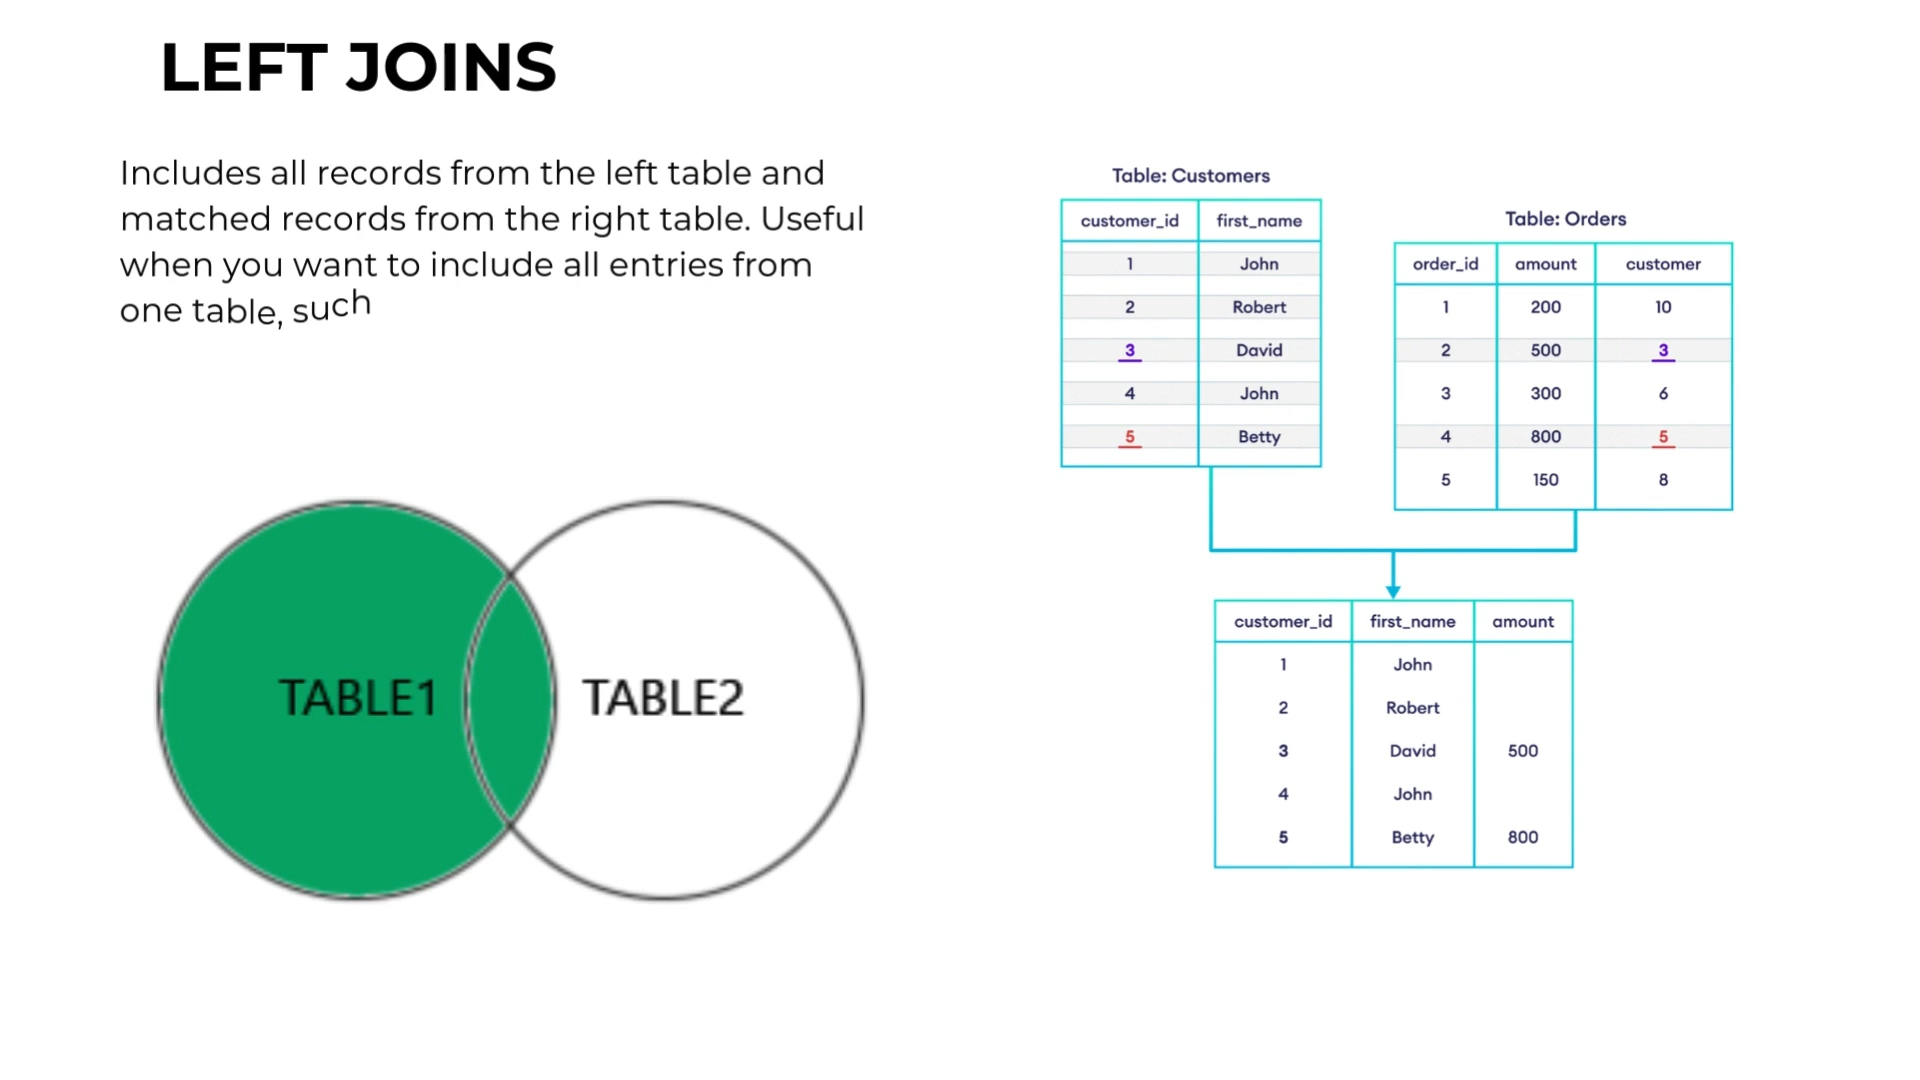 LEFT JOINS
Includes all records from the left table and
matched records from the right table. Useful
when you want to include all entries from
one table, such
TABLE1
TABLE2
Table: Customers
customer_id first_name
1 John
2 Robert
3 David
4 John
5 Betty
Table: Orders
order_id amount customer
1 200 10
2 500 3
3 300 6
4 800 5
5 150 8
customer_id first_name amount
1 John
2 Robert
3 David 500
4 John
5 Betty 800